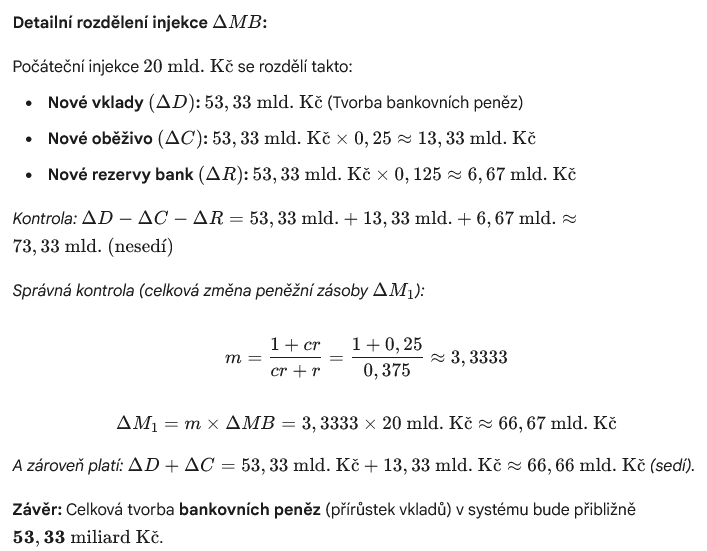 Detailní rozdělení injekce ΔMB:
Počáteční injekce 20 mld. Kč se rozdělí takto:
• Nové vklady (ΔD): 53,33 mld. Kč (Tvorba bankovních peněz)
• Nové oběživo (ΔC): 53,33 mld. Kč × 0,25 ≈ 13,33 mld. Kč
• Nové rezervy bank (ΔR): 53,33 mld. Kč × 0,125 ≈ 6,67 mld. Kč
Kontrola: ΔD − ΔC − ΔR = 53,33 mld. + 13,33 mld. + 6,67 mld. ≈
73,33 mld. (nesedí)
Správná kontrola (celková změna peněžní zásoby ΔM₁):
m = (1 + cr)/(cr + r) = (1 + 0,25)/(0,375) ≈ 3,3333
ΔM₁ = m × ΔMB = 3,3333 × 20 mld. Kč ≈ 66,67 mld. Kč
A zároveň platí: ΔD + ΔC = 53,33 mld. Kč + 13,33 mld. Kč ≈ 66,66 mld. Kč (sedí).
Závěr: Celková tvorba bankovních peněz (přírůstek vkladů) v systému bude přibližně
53,33 miliard Kč.